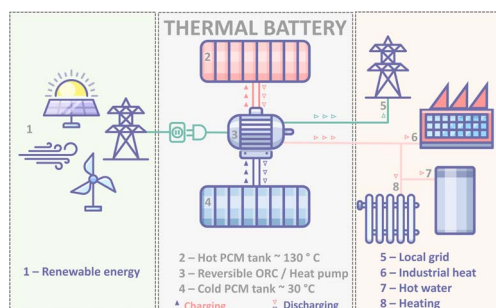 THERMAL BATTERY
2
5
1
3
6
7
8
4
1 – Renewable energy
2 – Hot PCM tank ~ 130 ° C
3 – Reversible ORC / Heat pump
4 – Cold PCM tank ~ 30 °C
Charging Discharging
5 – Local grid
6 – Industrial heat
7 – Hot water
8 – Heating